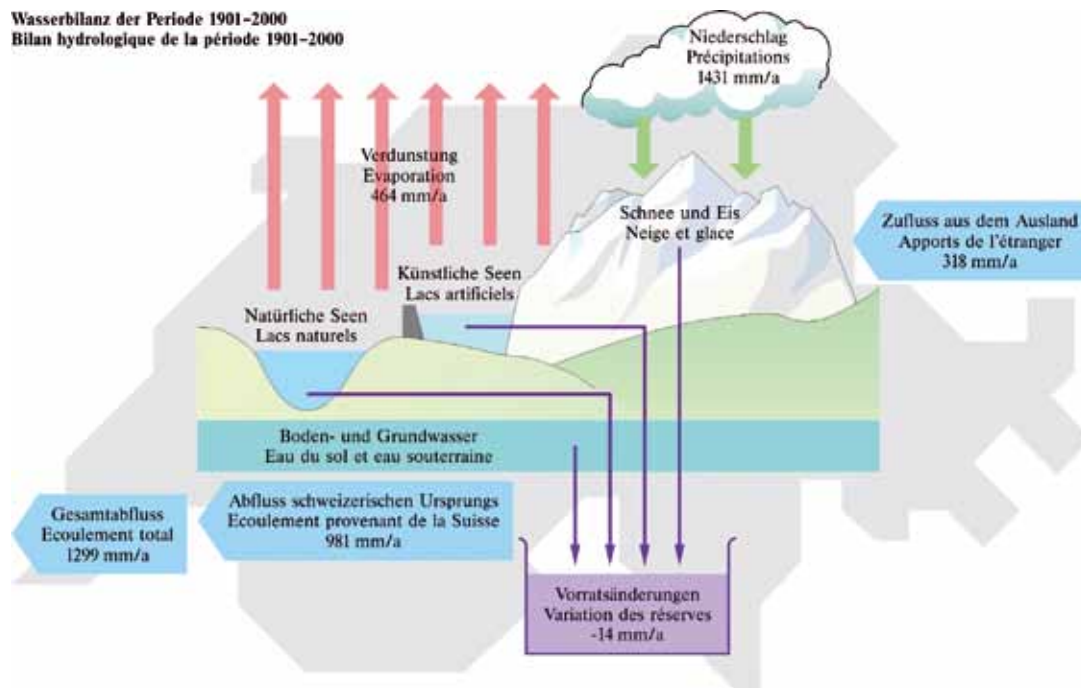 Wasserbilanz der Periode 1901–2000
Bilan hydrologique de la période 1901–2000
Niederschlag
Précipitations
1431 mm/a
Verdunstung
Evaporation
464 mm/a
Schnee und Eis
Neige et glace
Zufluss aus dem Ausland
Apports de l'étranger
318 mm/a
Künstliche Seen
Lacs artificiels
Natürliche Seen
Lacs naturels
Boden- und Grundwasser
Eau du sol et eau souterraine
Gesamtabfluss
Ecoulement total
1299 mm/a
Abfluss schweizerischen Ursprungs
Ecoulement provenant de la Suisse
981 mm/a
Vorratsänderungen
Variation des réserves
-14 mm/a